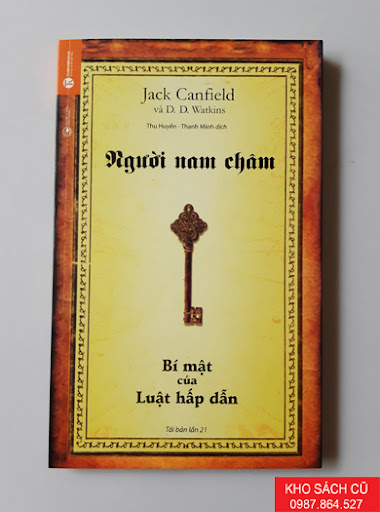 Jack Canfield
và D. D. Watkins
Thu Huyền - Thanh Minh dịch
Người nam châm
Bí mật
của
Luật hấp dẫn
Tái bản lần 21
KHO SÁCH CŨ
0987.864.527